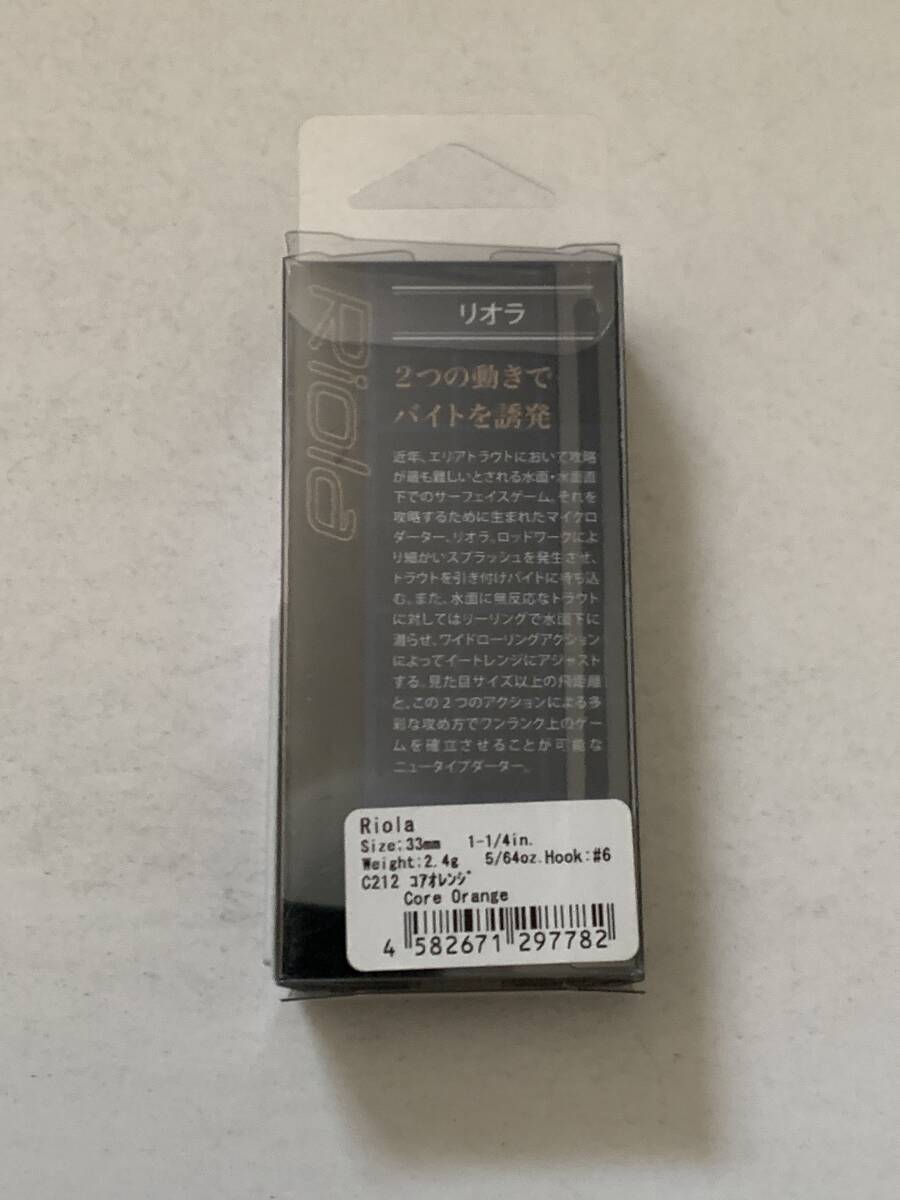 Riola
リオラ
2つの動きで
バイトを誘発
近年、エリアトラウトにおいて攻略
が最も難しいとされる水面・水面直
下でのサーフェイスゲーム。それを
攻略するために生まれたマイクロ
ダーター、リオラ。ロッドワークによ
り細かいスプラッシュを発生させ、
トラウトを引き付けバイトに持ち込
む。また、水面に無反応なトラウト
に対してはリーリングで水面下に
潜らせ、ワイドローリングアクション
によってイートレンジにアジャスト
する。見た目サイズ以上の飛距離
と、この2つのアクションによる多
彩な攻め方でワンランク上のゲー
ムを確立させることが可能な
ニュータイプダーター。
Riola
Size:33mm 1-1/4in.
Weight:2.4g 5/64oz.Hook:#6
C212 コアオレンジ
Core Orange
4 582671 297782